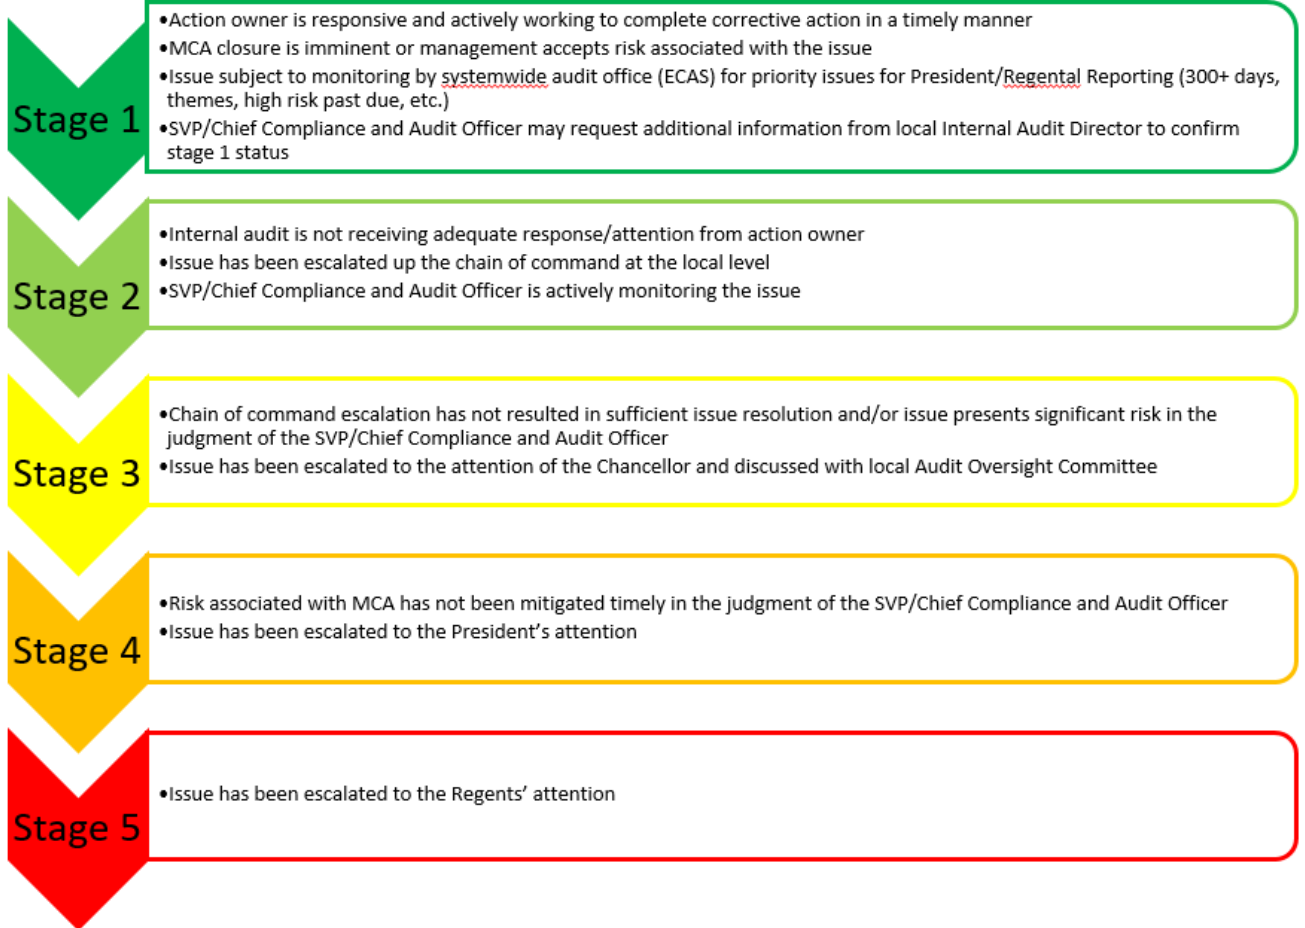 Stage 1
•Action owner is responsive and actively working to complete corrective action in a timely manner
•MCA closure is imminent or management accepts risk associated with the issue
•Issue subject to monitoring by systemwide audit office (ECAS) for priority issues for President/Regental Reporting (300+ days,
themes, high risk past due, etc.)
•SVP/Chief Compliance and Audit Officer may request additional information from local Internal Audit Director to confirm
stage 1 status
Stage 2
•Internal audit is not receiving adequate response/attention from action owner
•Issue has been escalated up the chain of command at the local level
•SVP/Chief Compliance and Audit Officer is actively monitoring the issue
Stage 3
•Chain of command escalation has not resulted in sufficient issue resolution and/or issue presents significant risk in the
judgment of the SVP/Chief Compliance and Audit Officer
•Issue has been escalated to the attention of the Chancellor and discussed with local Audit Oversight Committee
Stage 4
•Risk associated with MCA has not been mitigated timely in the judgment of the SVP/Chief Compliance and Audit Officer
•Issue has been escalated to the President’s attention
Stage 5
•Issue has been escalated to the Regents’ attention